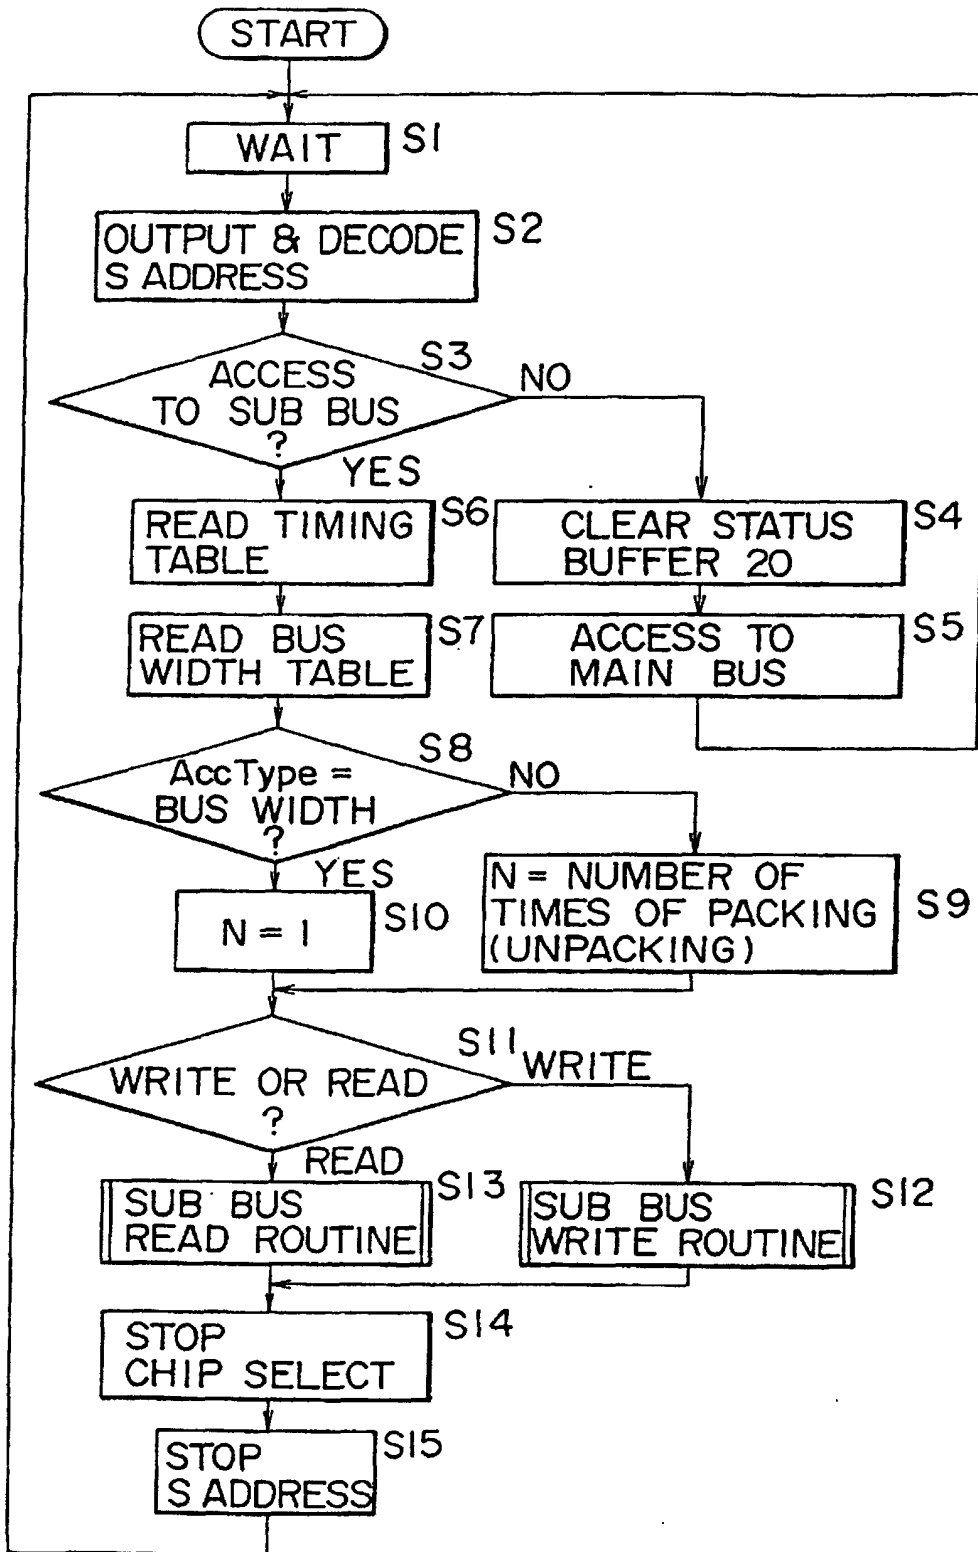 START
WAIT S1
OUTPUT & DECODE S2
S ADDRESS
S3
ACCESS
TO SUB BUS
?
NO
YES
READ TIMING S6
TABLE
CLEAR STATUS S4
BUFFER 20
READ BUS S7
WIDTH TABLE
ACCESS TO S5
MAIN BUS
S8
AccType =
BUS WIDTH
?
NO
YES
N = 1 S10
N = NUMBER OF
TIMES OF PACKING S9
(UNPACKING)
S11
WRITE OR READ
?
WRITE
READ
SUB BUS S13
READ ROUTINE
SUB BUS S12
WRITE ROUTINE
STOP S14
CHIP SELECT
STOP S15
S ADDRESS